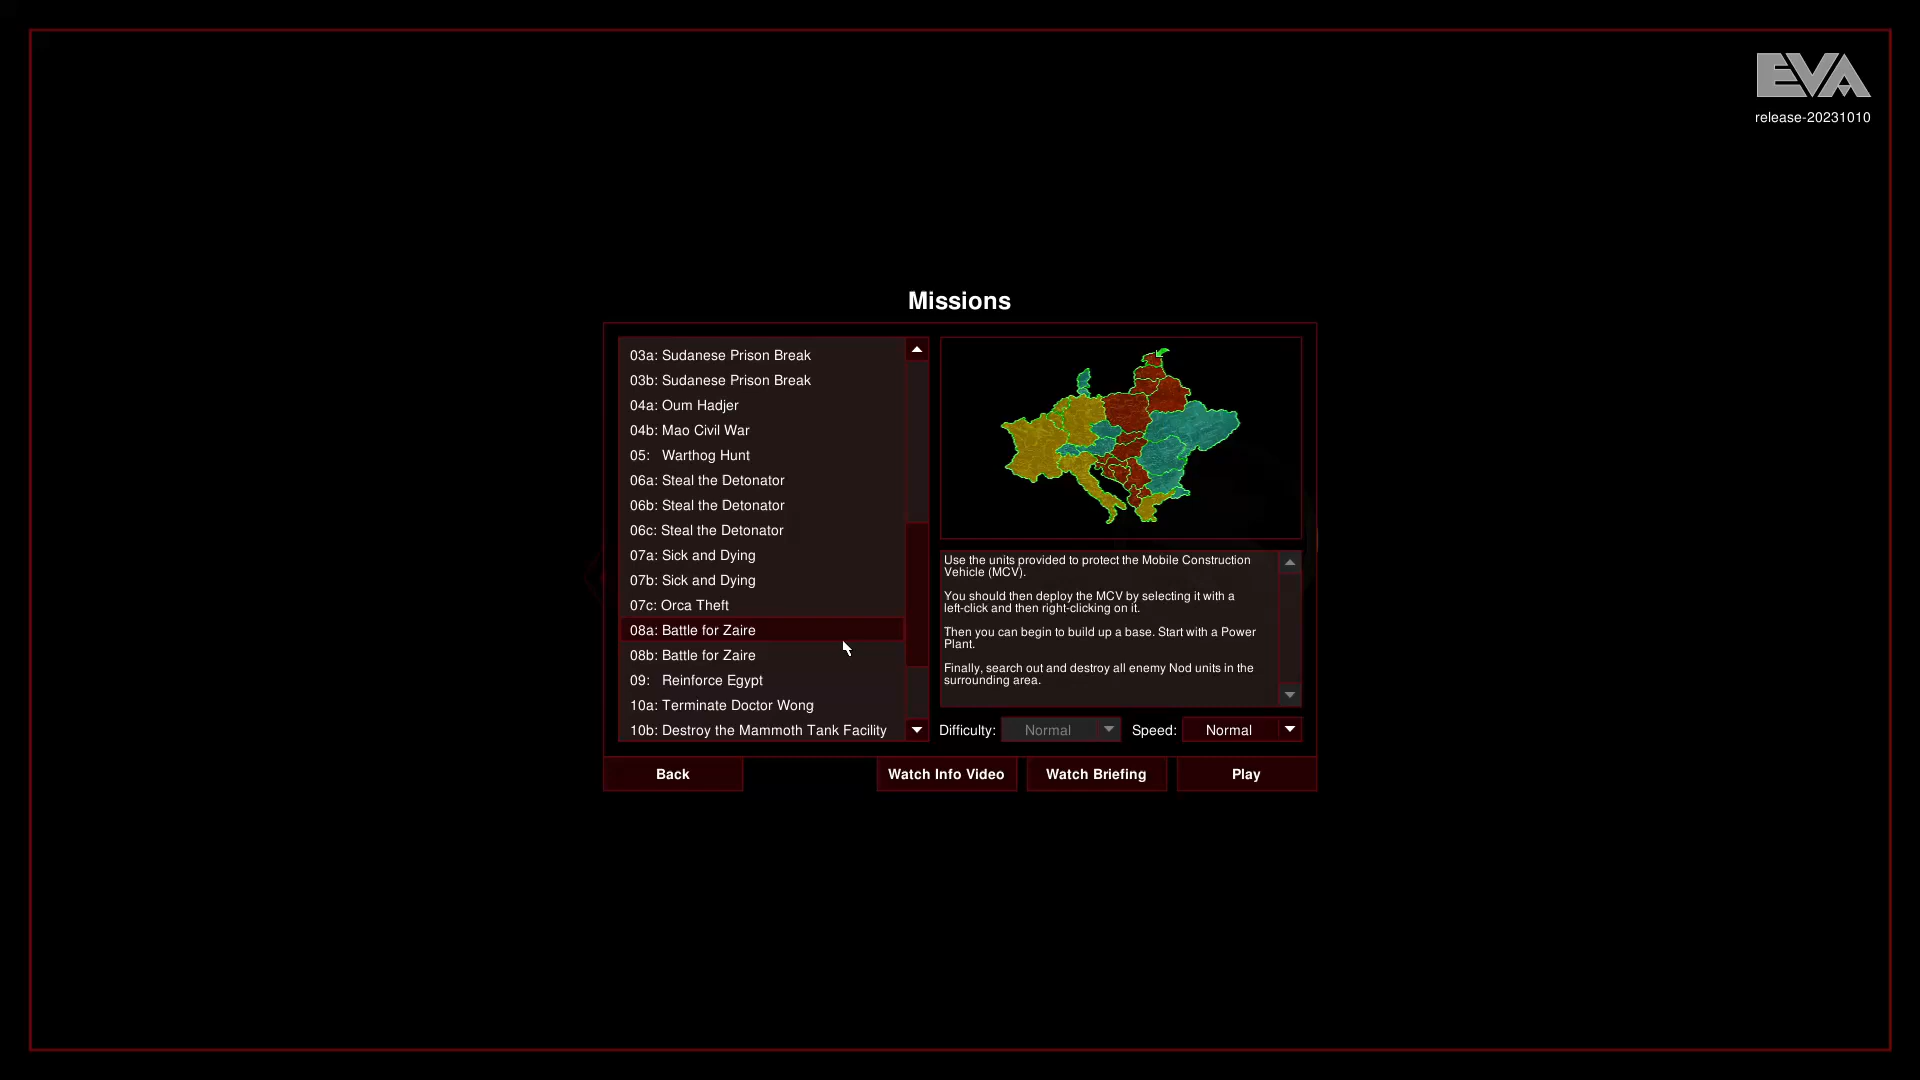 EVA
release-20231010
Missions
03a: Sudanese Prison Break
03b: Sudanese Prison Break
04a: Oum Hadjer
04b: Mao Civil War
05: Warthog Hunt
06a: Steal the Detonator
06b: Steal the Detonator
06c: Steal the Detonator
07a: Sick and Dying
07b: Sick and Dying
07c: Orca Theft
08a: Battle for Zaire
08b: Battle for Zaire
09: Reinforce Egypt
10a: Terminate Doctor Wong
10b: Destroy the Mammoth Tank Facility
Use the units provided to protect the Mobile Construction
Vehicle (MCV).
You should then deploy the MCV by selecting it with a
left-click and then right-clicking on it.
Then you can begin to build up a base. Start with a Power
Plant.
Finally, search out and destroy all enemy Nod units in the
surrounding area.
Difficulty: Normal Speed: Normal
Back Watch Info Video Watch Briefing Play